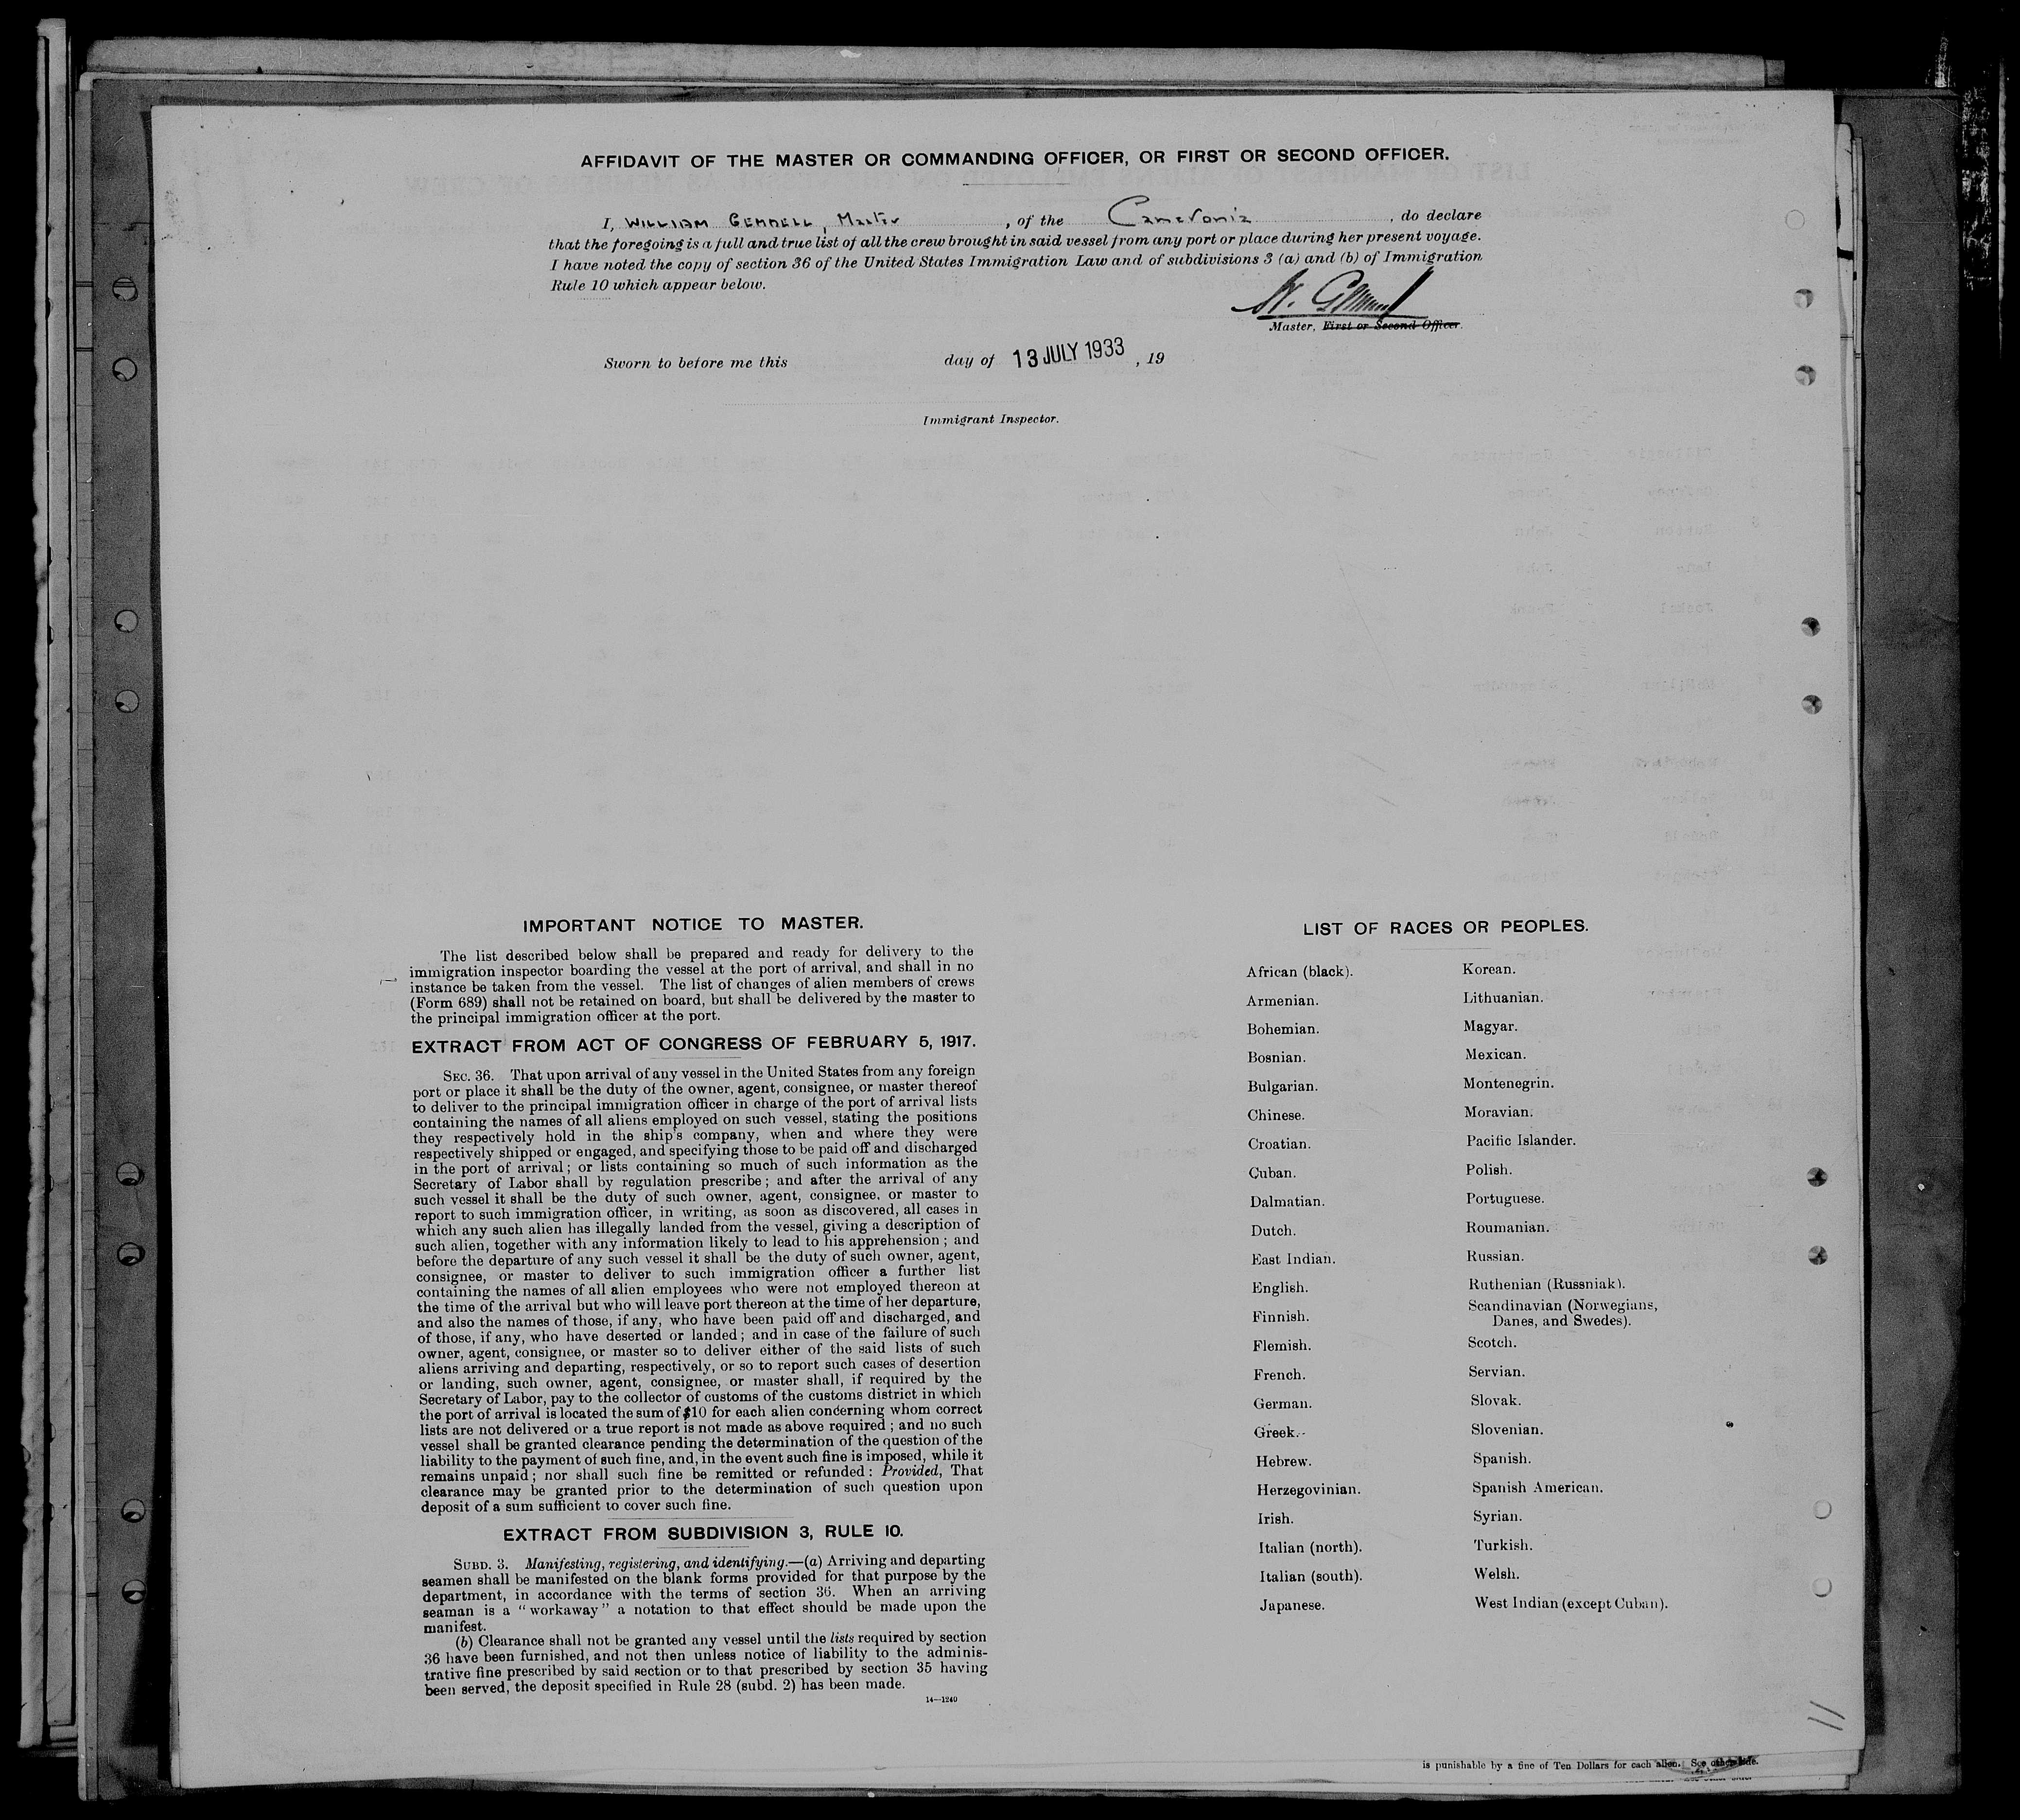 AFFIDAVIT OF THE MASTER OR COMMANDING OFFICER, OR FIRST OR SECOND OFFICER.
I, WILLIAM GEMMELL, Master, of the Cameronia, do declare
that the foregoing is a full and true list of all the crew brought in said vessel from any port or place during her present voyage.
I have noted the copy of section 36 of the United States Immigration Law and of subdivisions 3 (a) and (b) of Immigration
Rule 10 which appear below.
W. Gemmell
Master, First or Second Officer.
Sworn to before me this day of 13 JULY 1933, 19
Immigrant Inspector.
IMPORTANT NOTICE TO MASTER.
The list described below shall be prepared and ready for delivery to the
immigration inspector boarding the vessel at the port of arrival, and shall in no
instance be taken from the vessel. The list of changes of alien members of crews
(Form 689) shall not be retained on board, but shall be delivered by the master to
the principal immigration officer at the port.
EXTRACT FROM ACT OF CONGRESS OF FEBRUARY 5, 1917.
SEC. 36. That upon arrival of any vessel in the United States from any foreign
port or place it shall be the duty of the owner, agent, consignee, or master thereof
to deliver to the principal immigration officer in charge of the port of arrival lists
containing the names of all aliens employed on such vessel, stating the positions
they respectively hold in the ship's company, when and where they were
respectively shipped or engaged, and specifying those to be paid off and discharged
in the port of arrival; or lists containing so much of such information as the
Secretary of Labor shall by regulation prescribe; and after the arrival of any
such vessel it shall be the duty of such owner, agent, consignee, or master to
report to such immigration officer, in writing, as soon as discovered, all cases in
which any such alien has illegally landed from the vessel, giving a description of
such alien, together with any information likely to lead to his apprehension; and
before the departure of any such vessel it shall be the duty of such owner, agent,
consignee, or master to deliver to such immigration officer a further list
containing the names of all alien employees who were not employed thereon at
the time of the arrival but who will leave port thereon at the time of her departure,
and also the names of those, if any, who have been paid off and discharged, and
of those, if any, who have deserted or landed; and in case of the failure of such
owner, agent, consignee, or master so to deliver either of the said lists of such
aliens arriving and departing, respectively, or so to report such cases of desertion
or landing, such owner, agent, consignee, or master shall, if required by the
Secretary of Labor, pay to the collector of customs of the customs district in which
the port of arrival is located the sum of $10 for each alien concerning whom correct
lists are not delivered or a true report is not made as above required; and no such
vessel shall be granted clearance pending the determination of the question of the
liability to the payment of such fine, and, in the event such fine is imposed, while it
remains unpaid; nor shall such fine be remitted or refunded: Provided, That
clearance may be granted prior to the determination of such question upon
deposit of a sum sufficient to cover such fine.
EXTRACT FROM SUBDIVISION 3, RULE 10.
SUBD. 3. Manifesting, registering, and identifying.—(a) Arriving and departing
seamen shall be manifested on the blank forms provided for that purpose by the
department, in accordance with the terms of section 36. When an arriving
seaman is a "workaway" a notation to that effect should be made upon the
manifest.
(b) Clearance shall not be granted any vessel until the lists required by section
36 have been furnished, and not then unless notice of liability to the adminis-
trative fine prescribed by said section or to that prescribed by section 35 having
been served, the deposit specified in Rule 28 (subd. 2) has been made.
14—1240
LIST OF RACES OR PEOPLES.
African (black).
Armenian.
Bohemian.
Bosnian.
Bulgarian.
Chinese.
Croatian.
Cuban.
Dalmatian.
Dutch.
East Indian.
English.
Finnish.
Flemish.
French.
German.
Greek.
Hebrew.
Herzegovinian.
Irish.
Italian (north).
Italian (south).
Japanese.
Korean.
Lithuanian.
Magyar.
Mexican.
Montenegrin.
Moravian.
Pacific Islander.
Polish.
Portuguese.
Roumanian.
Russian.
Ruthenian (Russniak).
Scandinavian (Norwegians,
Danes, and Swedes).
Scotch.
Servian.
Slovak.
Slovenian.
Spanish.
Spanish American.
Syrian.
Turkish.
Welsh.
West Indian (except Cuban).
11
is punishable by a fine of Ten Dollars for each alien. See other side.